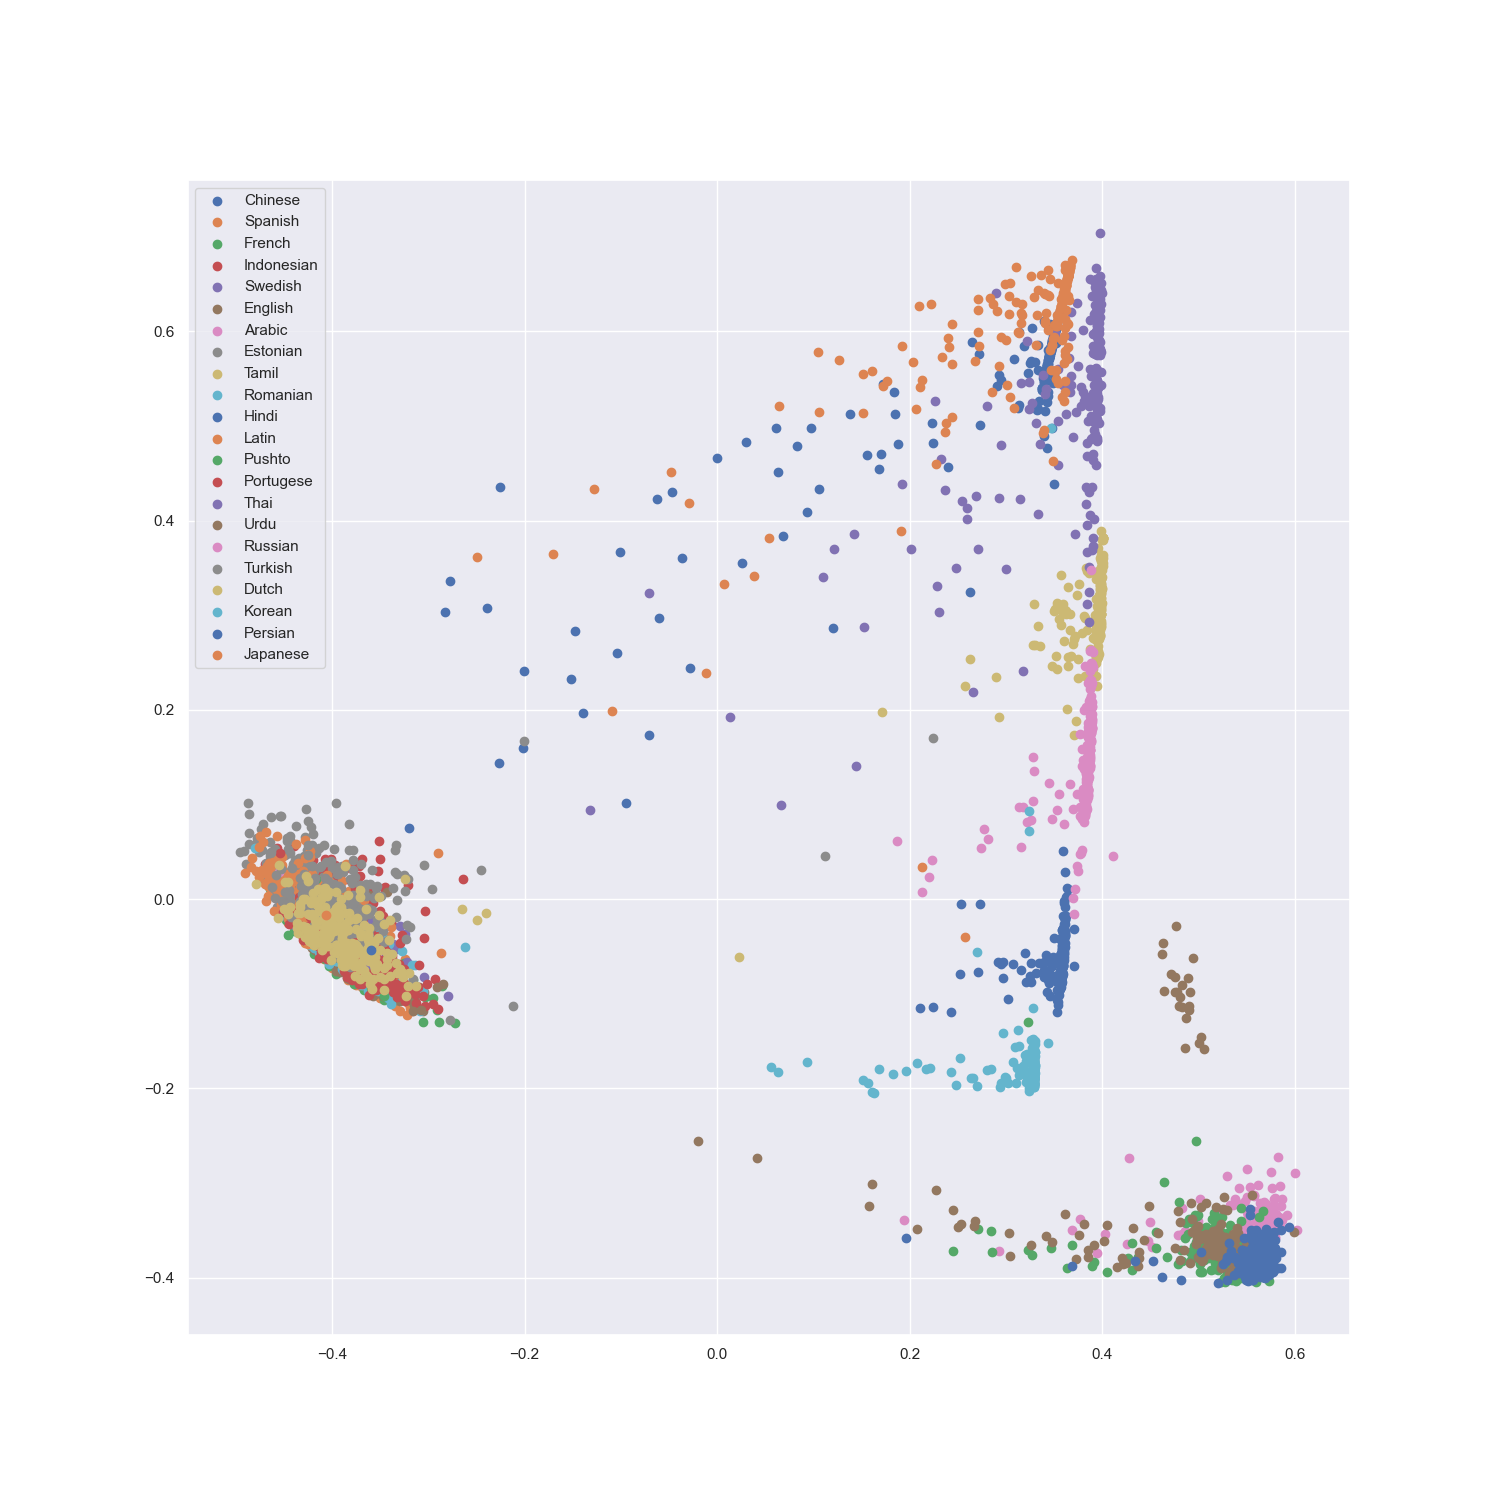 Chinese
Spanish
French
Indonesian
Swedish
English
Arabic
Estonian
Tamil
Romanian
Hindi
Latin
Pushto
Portugese
Thai
Urdu
Russian
Turkish
Dutch
Korean
Persian
Japanese
0.6
0.4
0.2
0.0
−0.2
−0.4
−0.4 −0.2 0.0 0.2 0.4 0.6